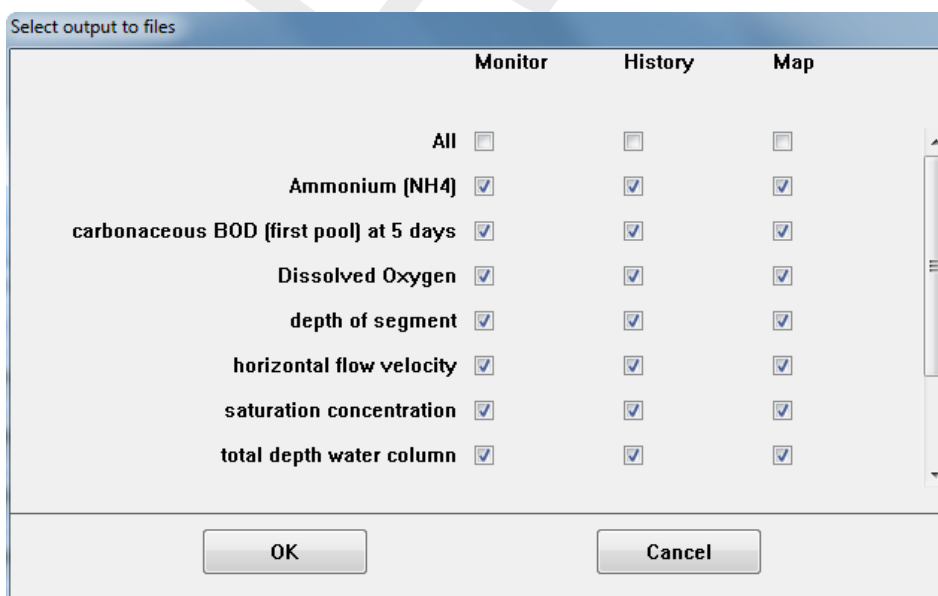 Select output to files
Monitor History Map
All
Ammonium (NH4)
carbonaceous BOD (first pool) at 5 days
Dissolved Oxygen
depth of segment
horizontal flow velocity
saturation concentration
total depth water column
OK Cancel